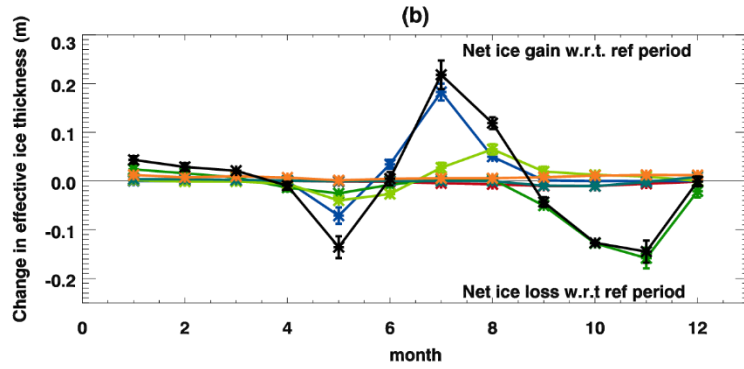 (b)
0.3
0.2
0.1
0.0
-0.1
-0.2
Change in effective ice thickness (m)
Net ice gain w.r.t. ref period
Net ice loss w.r.t ref period
0 2 4 6 8 10 12
month